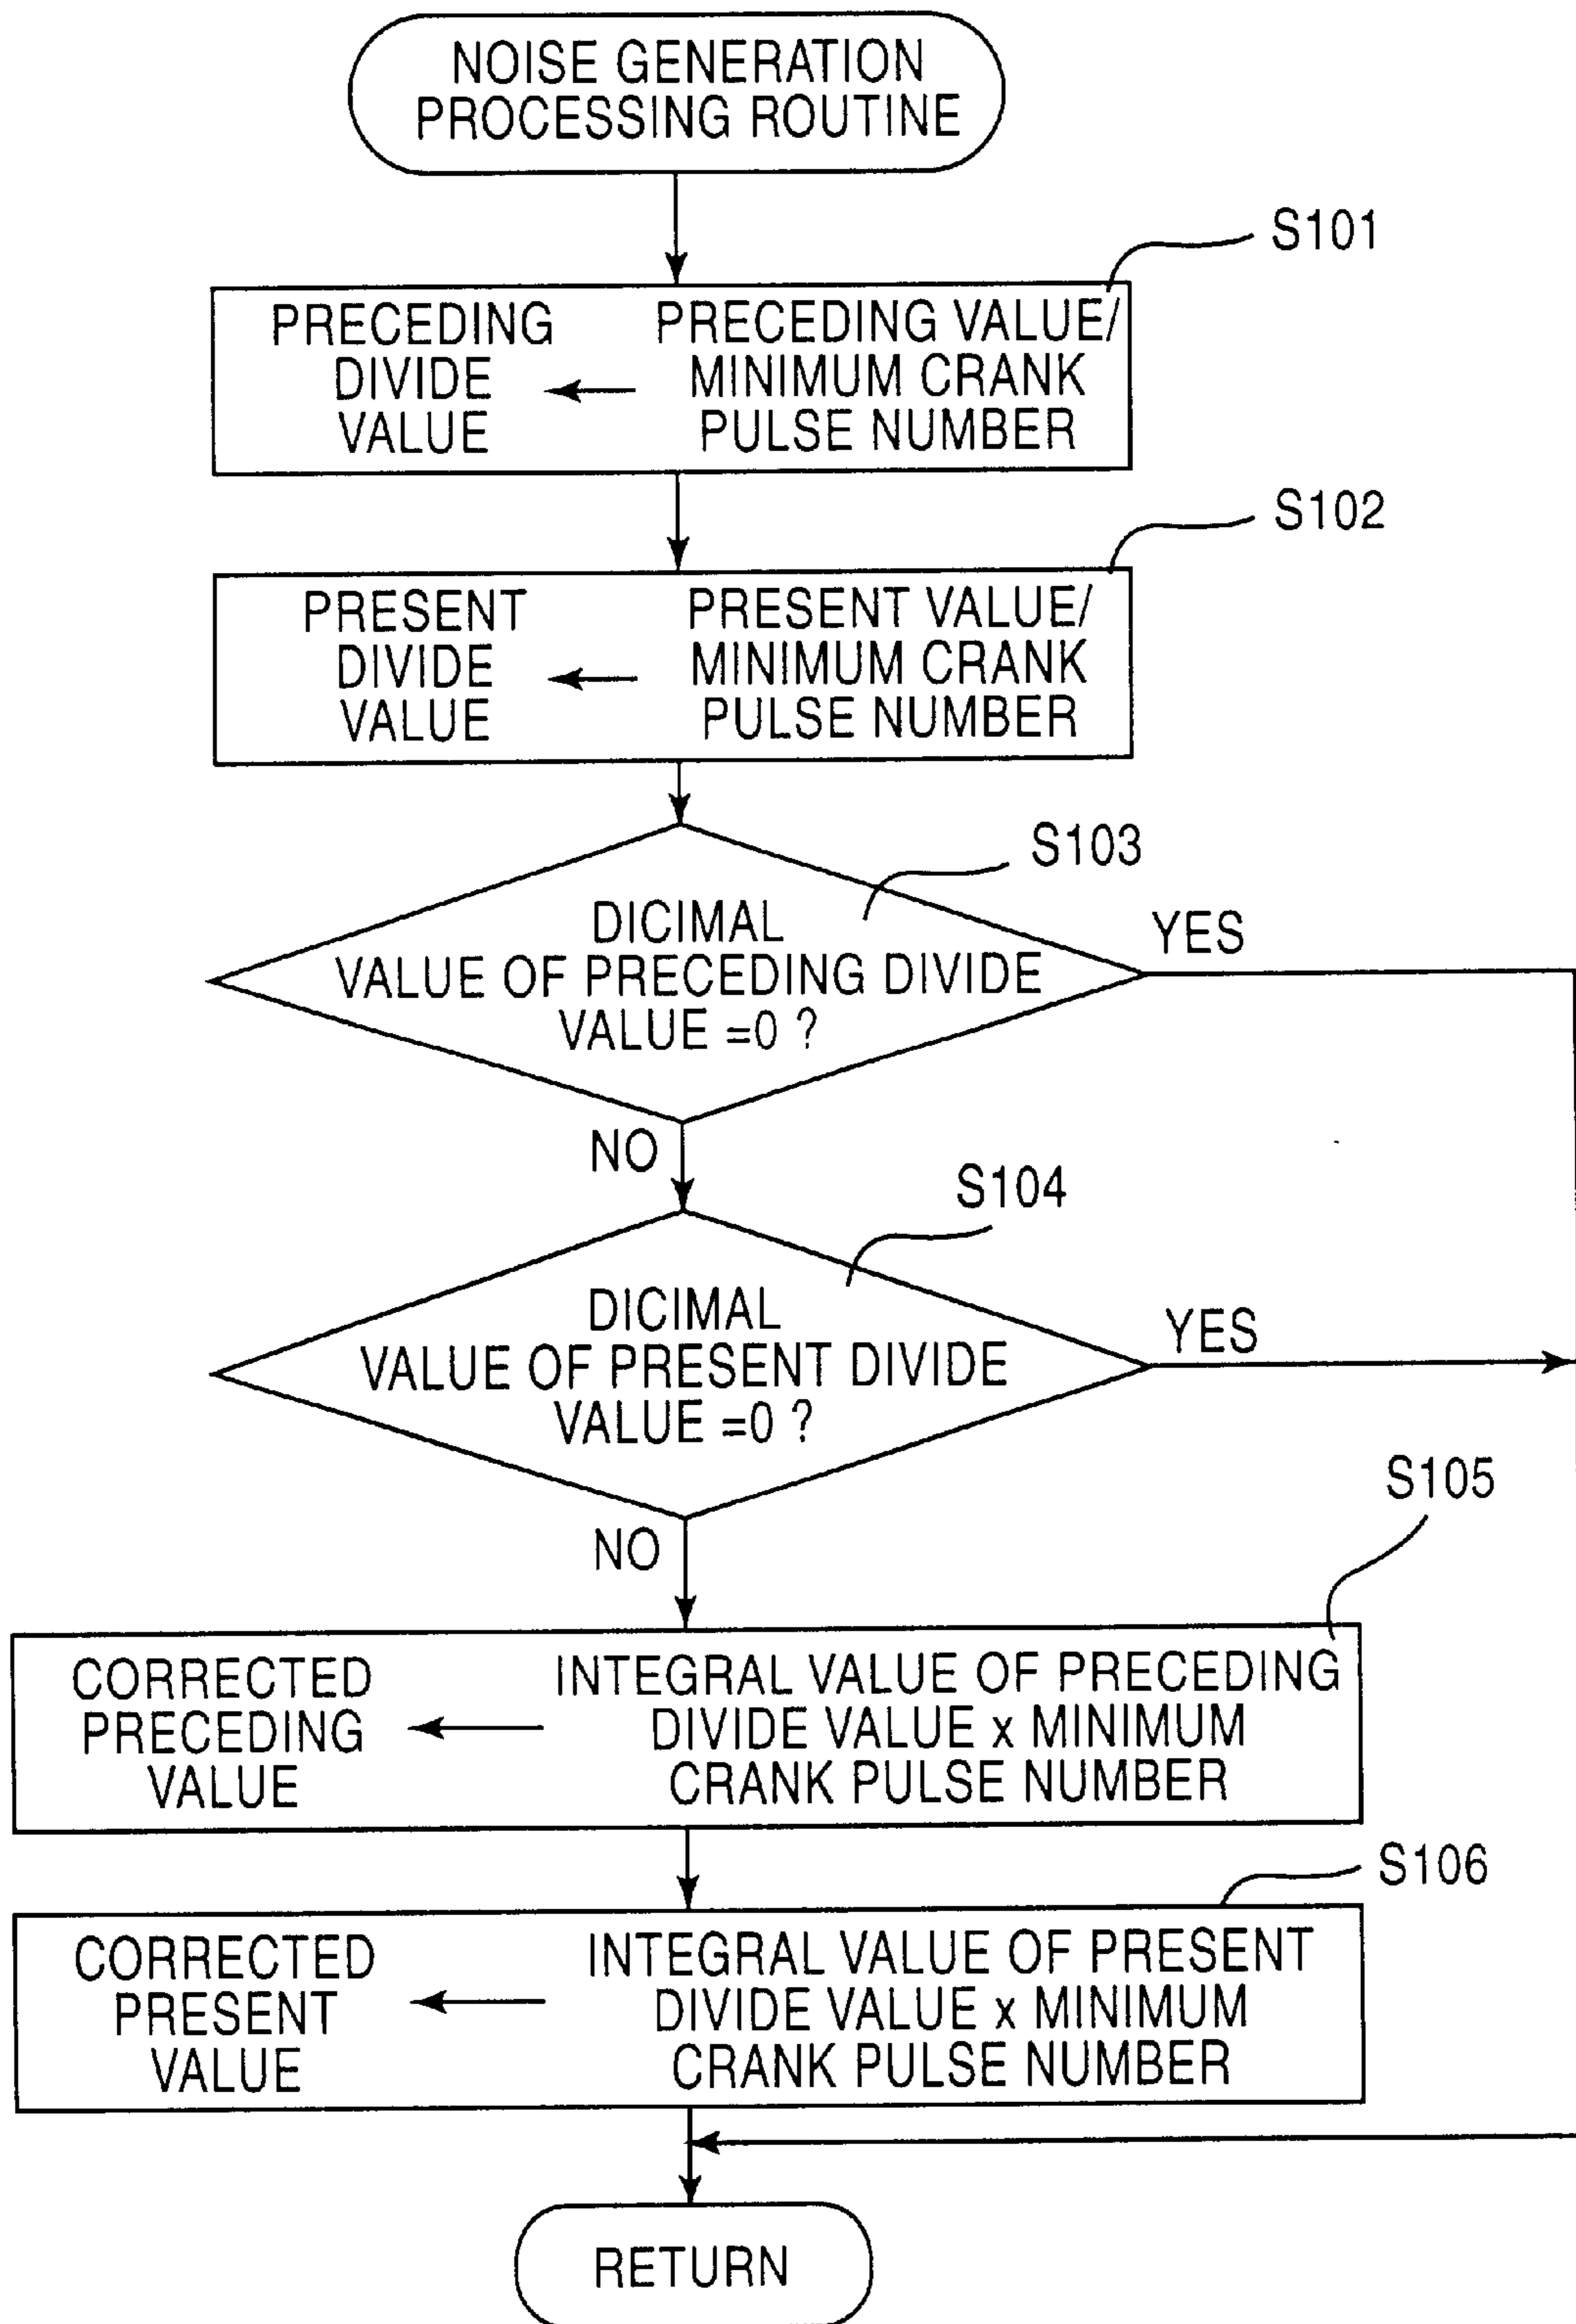 NOISE GENERATION
PROCESSING ROUTINE
S101
PRECEDING
DIVIDE
VALUE
PRECEDING VALUE/
MINIMUM CRANK
PULSE NUMBER
S102
PRESENT
DIVIDE
VALUE
PRESENT VALUE/
MINIMUM CRANK
PULSE NUMBER
S103
DICIMAL
VALUE OF PRECEDING DIVIDE
VALUE =0 ?
YES
NO
S104
DICIMAL
VALUE OF PRESENT DIVIDE
VALUE =0 ?
YES
NO
S105
CORRECTED
PRECEDING
VALUE
INTEGRAL VALUE OF PRECEDING
DIVIDE VALUE x MINIMUM
CRANK PULSE NUMBER
S106
CORRECTED
PRESENT
VALUE
INTEGRAL VALUE OF PRESENT
DIVIDE VALUE x MINIMUM
CRANK PULSE NUMBER
RETURN